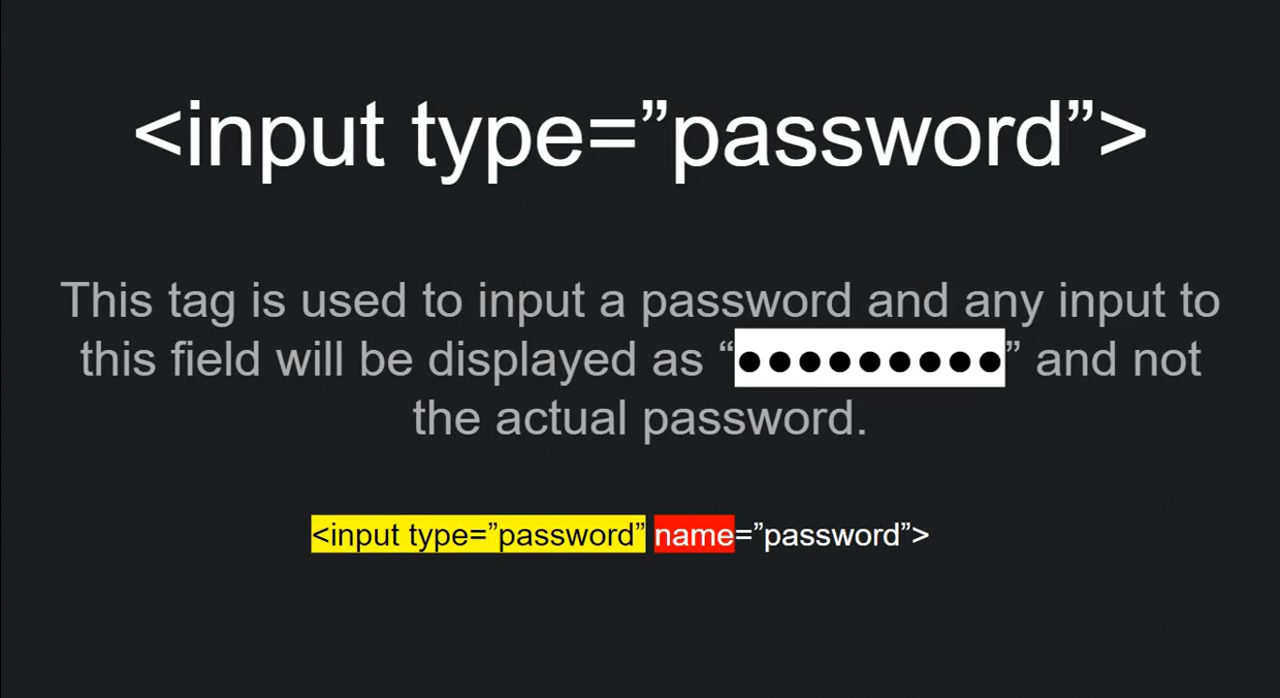 <input type=”password”>
This tag is used to input a password and any input to
this field will be displayed as “●●●●●●●●●” and not
the actual password.
<input type=”password” name=”password”>